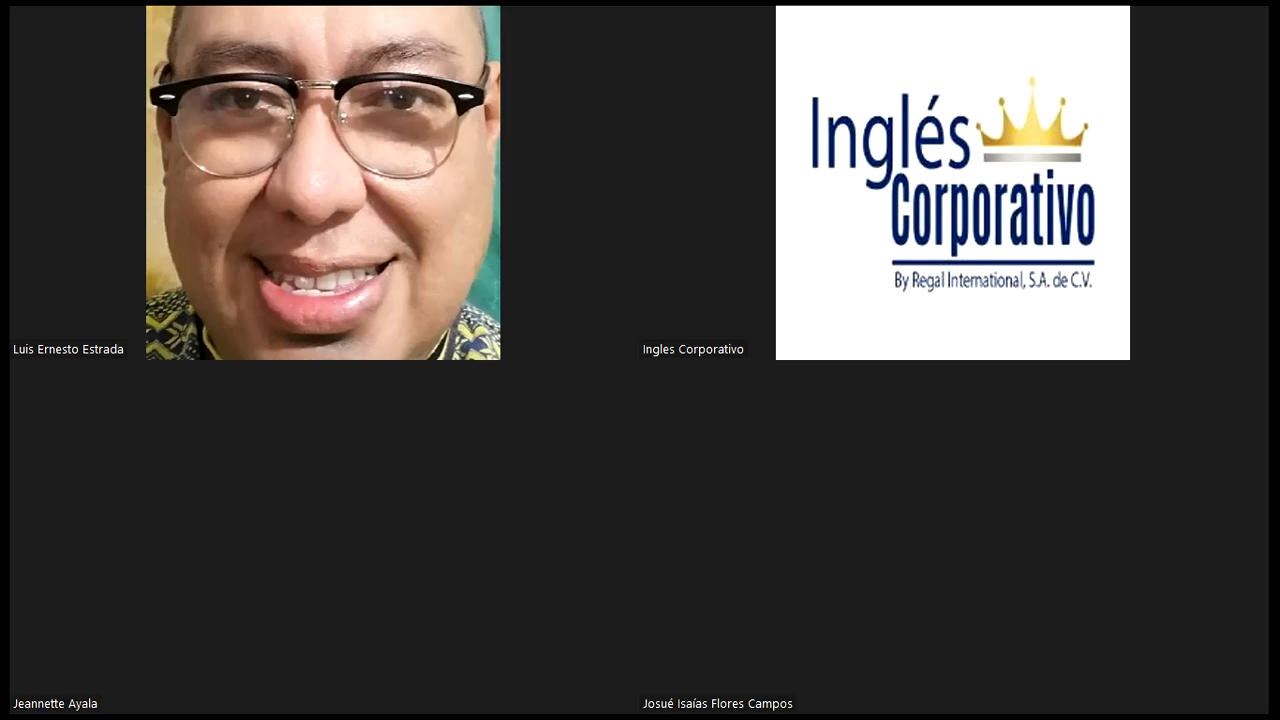 Inglés
Corporativo
By Regal International, S.A. de C.V.
Luis Ernesto Estrada
Ingles Corporativo
Jeannette Ayala
Josué Isaías Flores Campos